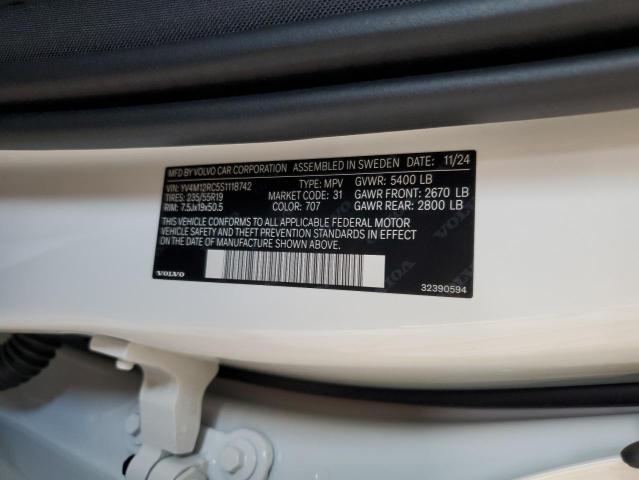 MFD BY VOLVO CAR CORPORATION ASSEMBLED IN SWEDEN DATE: 11/24
VIN: YV4M12RC5S1118742 TYPE: MPV GVWR: 5400 LB
TIRES: 235/55R19 MARKET CODE: 31 GAWR FRONT: 2670 LB
RIM: 7.5Jx19x50.5 COLOR: 707 GAWR REAR: 2800 LB
THIS VEHICLE CONFORMS TO ALL APPLICABLE FEDERAL MOTOR
VEHICLE SAFETY AND THEFT PREVENTION STANDARDS IN EFFECT
ON THE DATE OF MANUFACTURE SHOWN ABOVE.
VOLVO
32390594